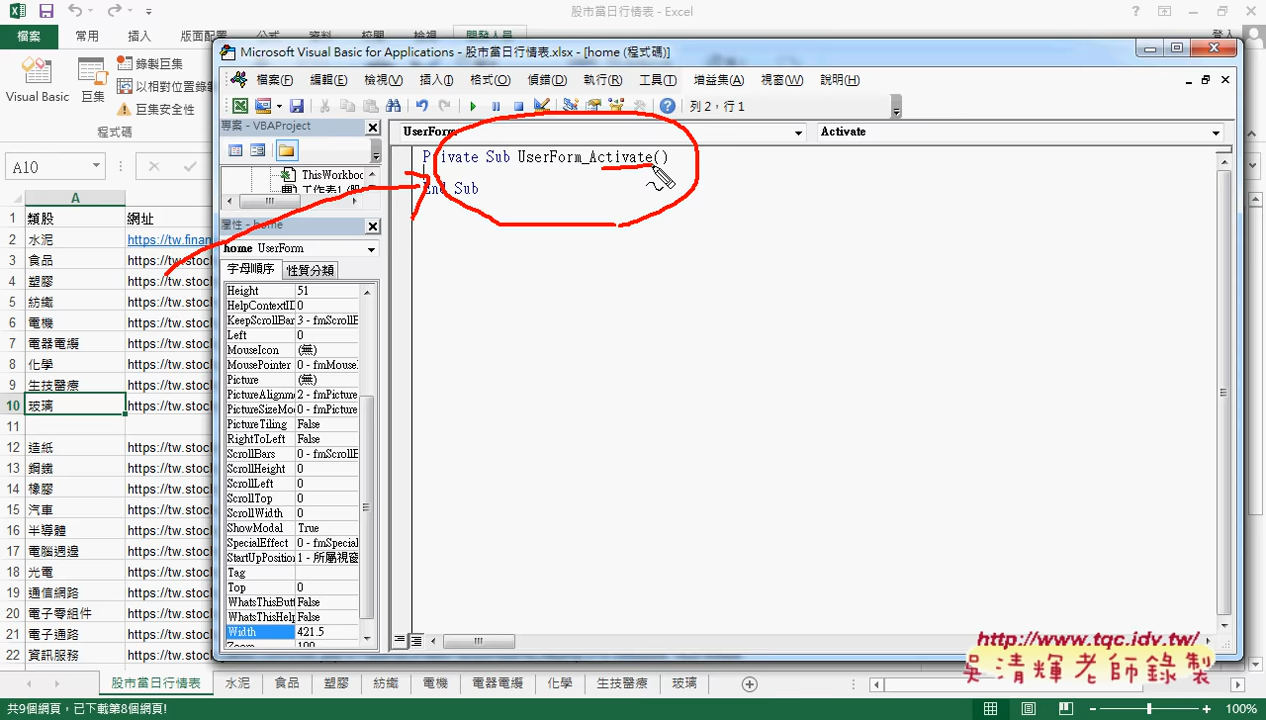 股市當日行情表 - Excel
登入
檔案
常用
插入
版面配置
公式
資料
校閱
檢視
開發人員
Visual Basic
巨集
錄製巨集
以相對位置錄製
巨集安全性
程式碼
A10
Microsoft Visual Basic for Applications - 股市當日行情表.xlsx - [home (程式碼)]
檔案(F) 編輯(E) 檢視(V) 插入(I) 格式(O) 偵錯(D) 執行(R) 工具(T) 增益集(A) 視窗(W) 說明(H)
列 2，行 1
專案 - VBAProject
ThisWorkboo
工作表1 (股
屬性 - home
home UserForm
字母順序 性質分類
Height 51
HelpContextID 0
KeepScrollBar 3 - fmScrollE
Left 0
MouseIcon (無)
MousePointer 0 - fmMouse
Picture (無)
PictureAlignm 2 - fmPicture
PictureSizeMo 0 - fmPicture
PictureTiling False
RightToLeft False
ScrollBars 0 - fmScrollE
ScrollHeight 0
ScrollLeft 0
ScrollTop 0
ScrollWidth 0
ShowModal True
SpecialEffect 0 - fmSpecial
StartUpPosition 1 - 所屬視窗
Tag
Top 0
WhatsThisButt False
WhatsThisHelp False
Width 421.5
Zoom 100
UserForm
Activate
Private Sub UserForm_Activate()
End Sub
A
1 類股 網址
2 水泥 https://tw.finan
3 食品 https://tw.stoc
4 塑膠 https://tw.stoc
5 紡織 https://tw.stoc
6 電機 https://tw.stoc
7 電器電纜 https://tw.stoc
8 化學 https://tw.stoc
9 生技醫療 https://tw.stoc
10 玻璃 https://tw.stoc
11 https://tw.stoc
12 造紙 https://tw.stoc
13 鋼鐵 https://tw.stoc
14 橡膠 https://tw.stoc
15 汽車 https://tw.stoc
16 半導體 https://tw.stoc
17 電腦週邊 https://tw.stoc
18 光電 https://tw.stoc
19 通信網路 https://tw.stoc
20 電子零組件 https://tw.stoc
21 電子通路 https://tw.stoc
22 資訊服務 https://tw.stoc
股市當日行情表 水泥 食品 塑膠 紡織 電機 電器電纜 化學 生技醫療 玻璃
共9個網頁，已下載第8個網頁!
100%
http://www.tqc.idv.tw/
吳清輝老師錄製